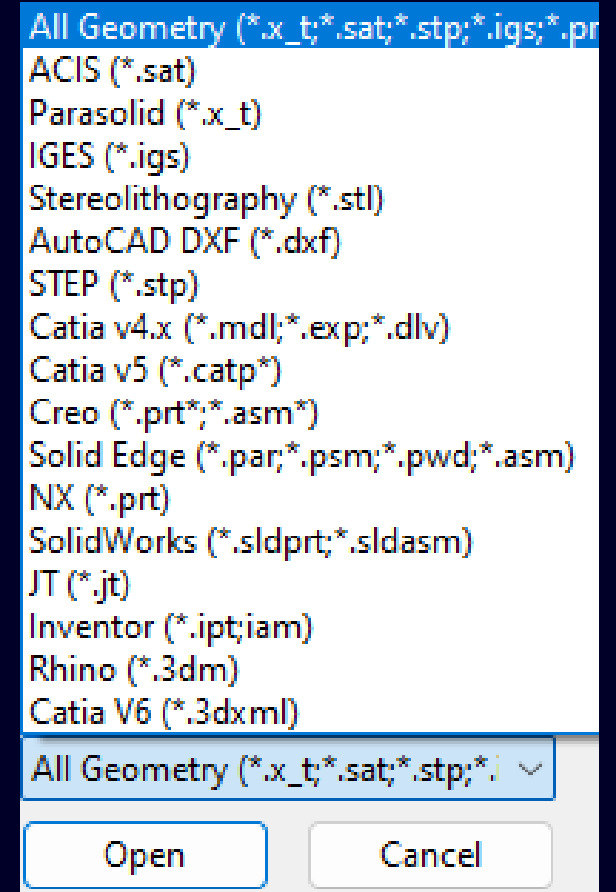 All Geometry (*.x_t;*.sat;*.stp;*.igs;*.pr
ACIS (*.sat)
Parasolid (*.x_t)
IGES (*.igs)
Stereolithography (*.stl)
AutoCAD DXF (*.dxf)
STEP (*.stp)
Catia v4.x (*.mdl;*.exp;*.dlv)
Catia v5 (*.catp*)
Creo (*.prt*;*.asm*)
Solid Edge (*.par;*.psm;*.pwd;*.asm)
NX (*.prt)
SolidWorks (*.sldprt;*.sldasm)
JT (*.jt)
Inventor (*.ipt;iam)
Rhino (*.3dm)
Catia V6 (*.3dxml)
All Geometry (*.x_t;*.sat;*.stp;*.i
Open Cancel